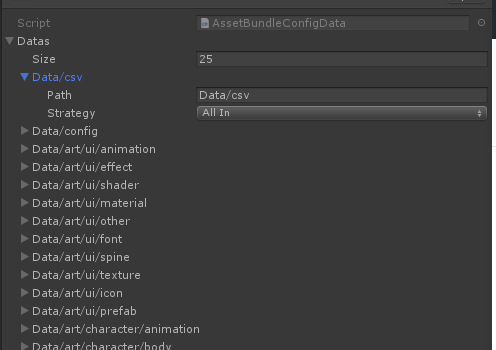 Script AssetBundleConfigData
Datas
Size 25
Data/csv
Path Data/csv
Strategy All In
Data/config
Data/art/ui/animation
Data/art/ui/effect
Data/art/ui/shader
Data/art/ui/material
Data/art/ui/other
Data/art/ui/font
Data/art/ui/spine
Data/art/ui/texture
Data/art/ui/icon
Data/art/ui/prefab
Data/art/character/animation
Data/art/character/body